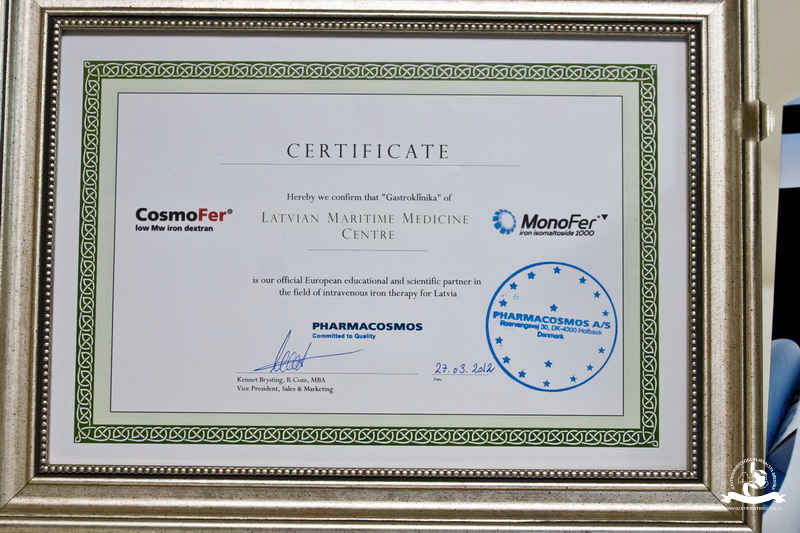 CERTIFICATE
Hereby we confirm that "Gastroklīnika" of
LATVIAN MARITIME MEDICINE
CENTRE
CosmoFer®
low Mw iron dextran
MonoFer™
iron isomaltoside 1000
is our official European educational and scientific partner in
the field of intravenous iron therapy for Latvia
PHARMACOSMOS
Committed to Quality
PHARMACOSMOS A/S
Roervangsvej 30, DK-4300 Holbaek
Denmark
27.03.2012
Kennet Brysting, B.Com, MBA
Date
Vice President, Sales & Marketing